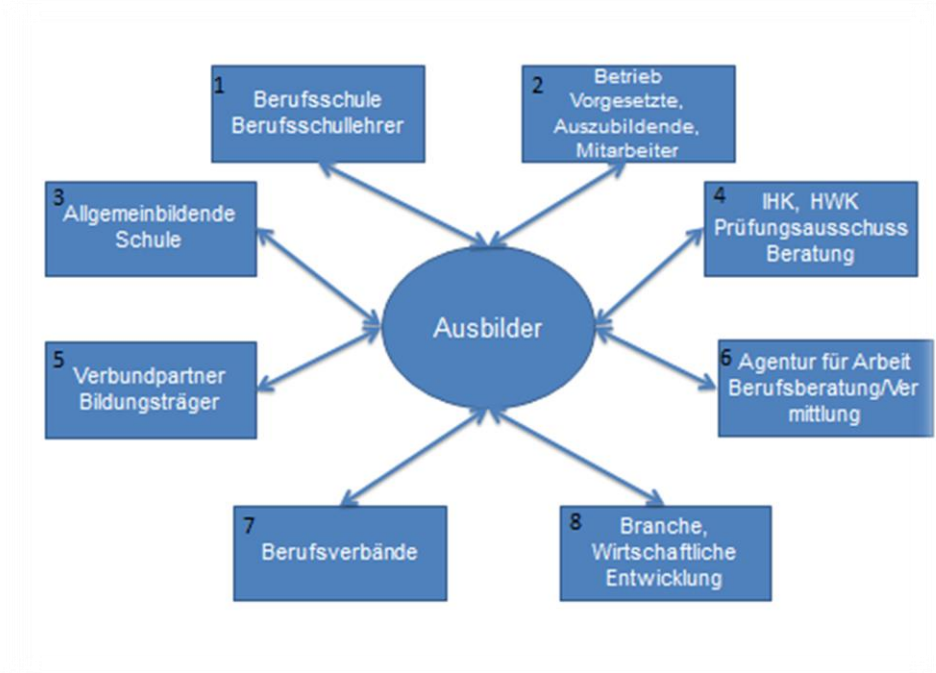 1
Berufsschule
Berufsschullehrer
2
Betrieb
Vorgesetzte,
Auszubildende,
Mitarbeiter
3
Allgemeinbildende
Schule
4
IHK, HWK
Prüfungsausschuss
Beratung
Ausbilder
5
Verbundpartner
Bildungsträger
6
Agentur für Arbeit
Berufsberatung/Ver
mittlung
7
Berufsverbände
8
Branche,
Wirtschaftliche
Entwicklung